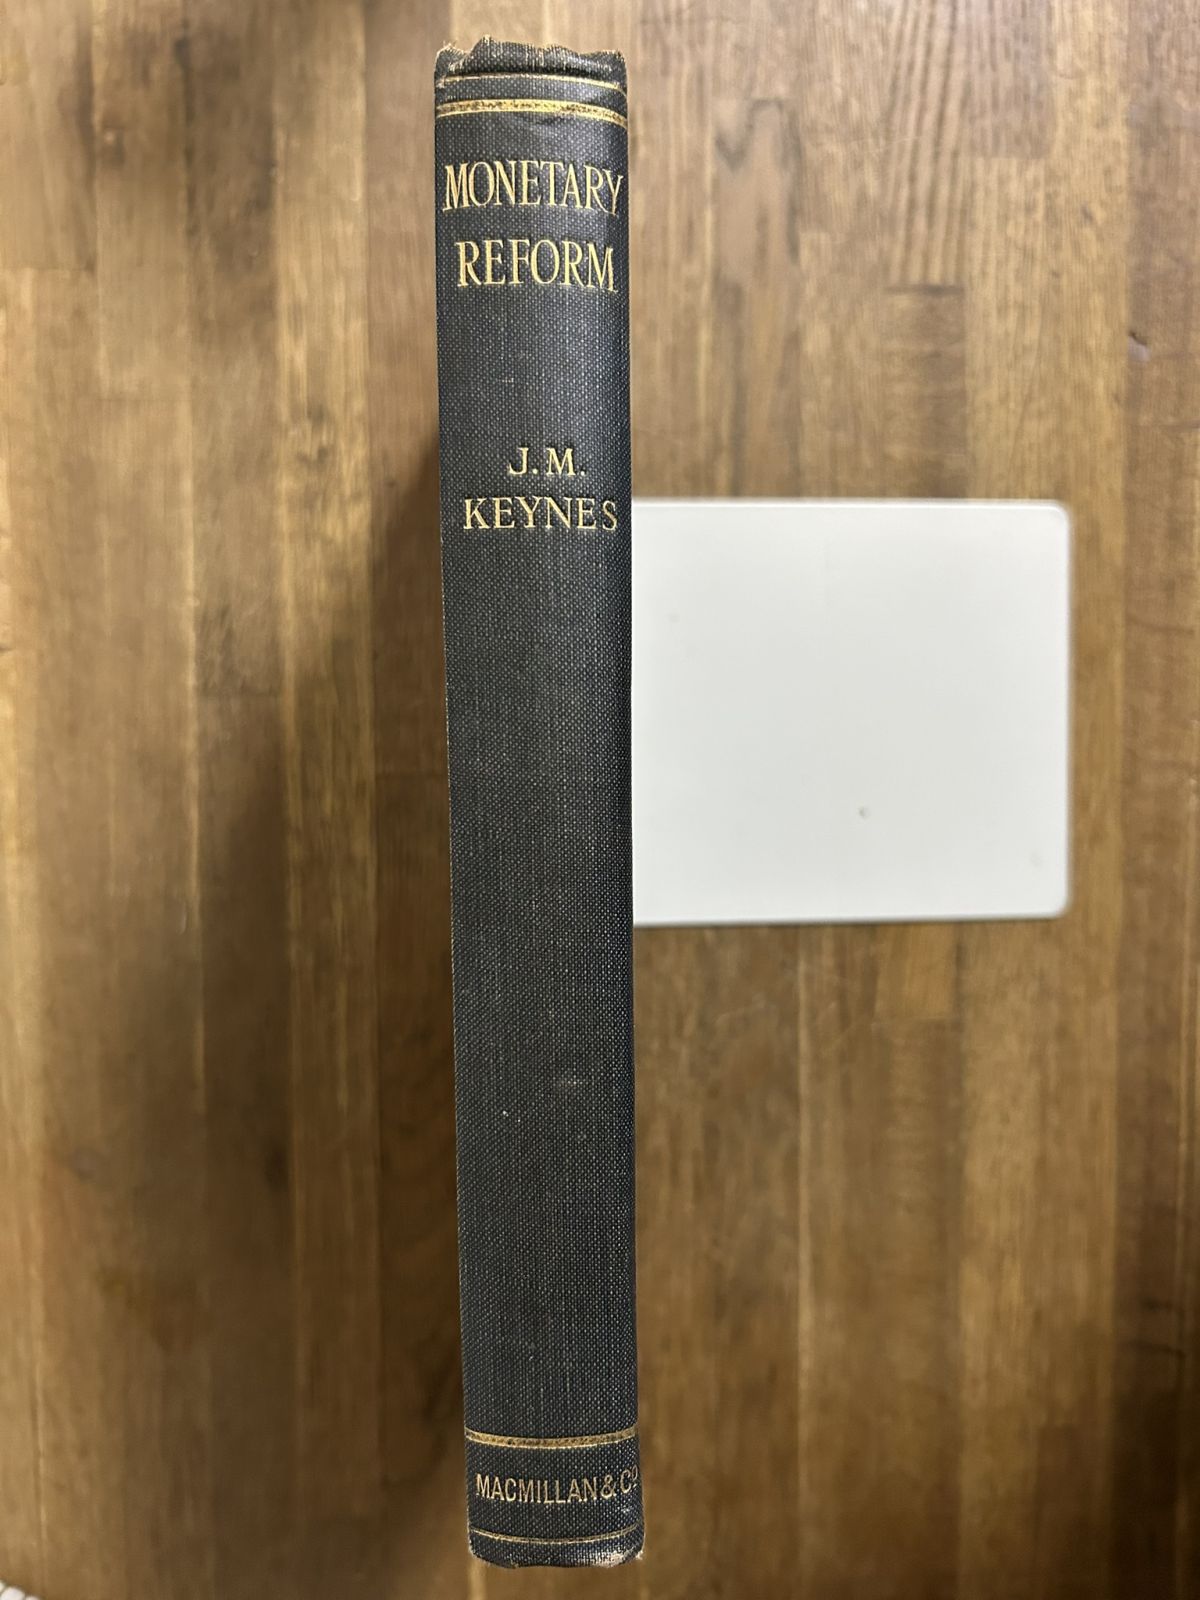 MONETARY
REFORM
J. M.
KEYNES
MACMILLAN & Co